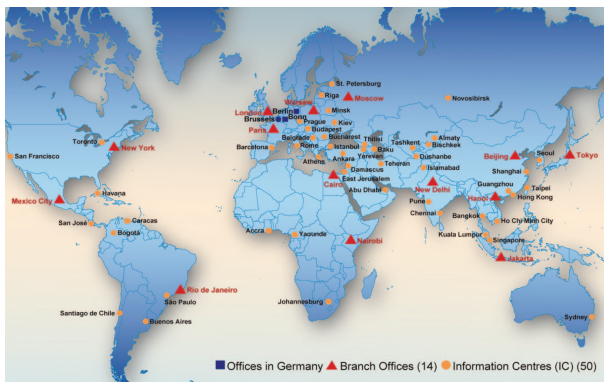 St. Petersburg
Riga
Moscow
Novosibirsk
Warsaw
London
Berlin
Minsk
Brussels
Bonn
Kiev
Prague
Paris
Budapest
Bucharest
Tbilisi
Almaty
Toronto
Belgrade
Tashkent
Bischkek
New York
Barcelona
Rome
Istanbul
Baku
Seoul
San Francisco
Yerevan
Dushanbe
Beijing
Tokyo
Athens
Ankara
Teheran
Islamabad
Damascus
Shanghai
East Jerusalem
Cairo
Abu Dhabi
New Delhi
Guangzhou
Taipei
Havana
Hanoi
Hong Kong
Mexico City
Pune
San José
Caracas
Chennai
Bangkok
Ho Chi Minh City
Bogotá
Accra
Yaounde
Nairobi
Kuala Lumpur
Singapore
Jakarta
Rio de Janeiro
São Paulo
Johannesburg
Santiago de Chile
Buenos Aires
Sydney
Offices in Germany Branch Offices (14) Information Centres (IC) (50)